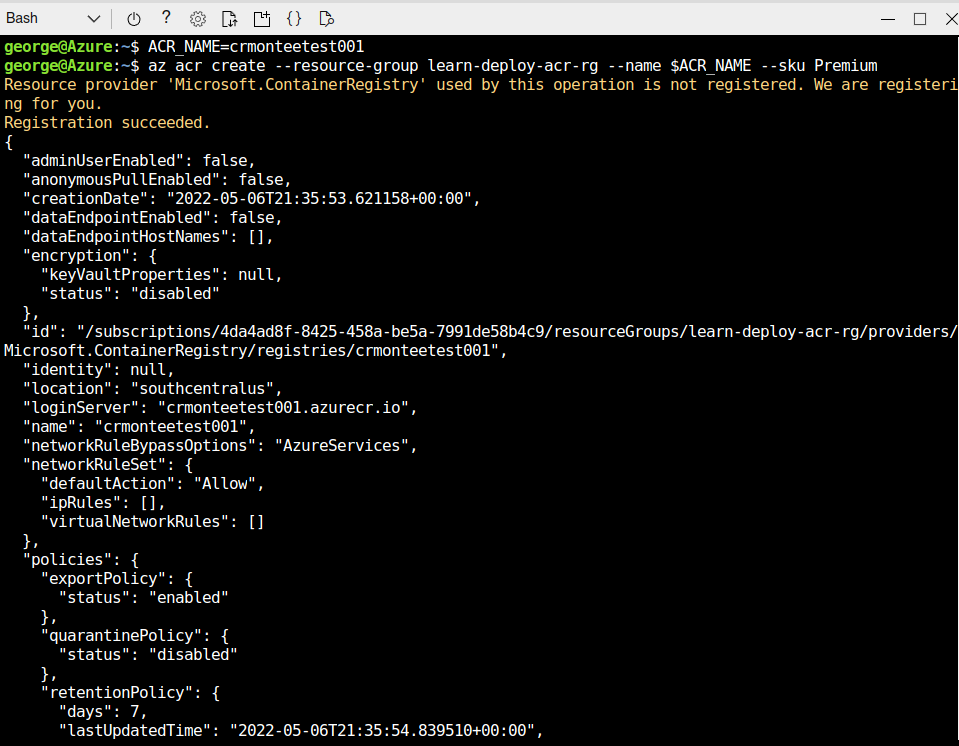 Bash
? {}
george@Azure:~$ ACR_NAME=crmonteetest001
george@Azure:~$ az acr create --resource-group learn-deploy-acr-rg --name $ACR_NAME --sku Premium
Resource provider 'Microsoft.ContainerRegistry' used by this operation is not registered. We are registeri
ng for you.
Registration succeeded.
{
  "adminUserEnabled": false,
  "anonymousPullEnabled": false,
  "creationDate": "2022-05-06T21:35:53.621158+00:00",
  "dataEndpointEnabled": false,
  "dataEndpointHostNames": [],
  "encryption": {
    "keyVaultProperties": null,
    "status": "disabled"
  },
  "id": "/subscriptions/4da4ad8f-8425-458a-be5a-7991de58b4c9/resourceGroups/learn-deploy-acr-rg/providers/
Microsoft.ContainerRegistry/registries/crmonteetest001",
  "identity": null,
  "location": "southcentralus",
  "loginServer": "crmonteetest001.azurecr.io",
  "name": "crmonteetest001",
  "networkRuleBypassOptions": "AzureServices",
  "networkRuleSet": {
    "defaultAction": "Allow",
    "ipRules": [],
    "virtualNetworkRules": []
  },
  "policies": {
    "exportPolicy": {
      "status": "enabled"
    },
    "quarantinePolicy": {
      "status": "disabled"
    },
    "retentionPolicy": {
      "days": 7,
      "lastUpdatedTime": "2022-05-06T21:35:54.839510+00:00",